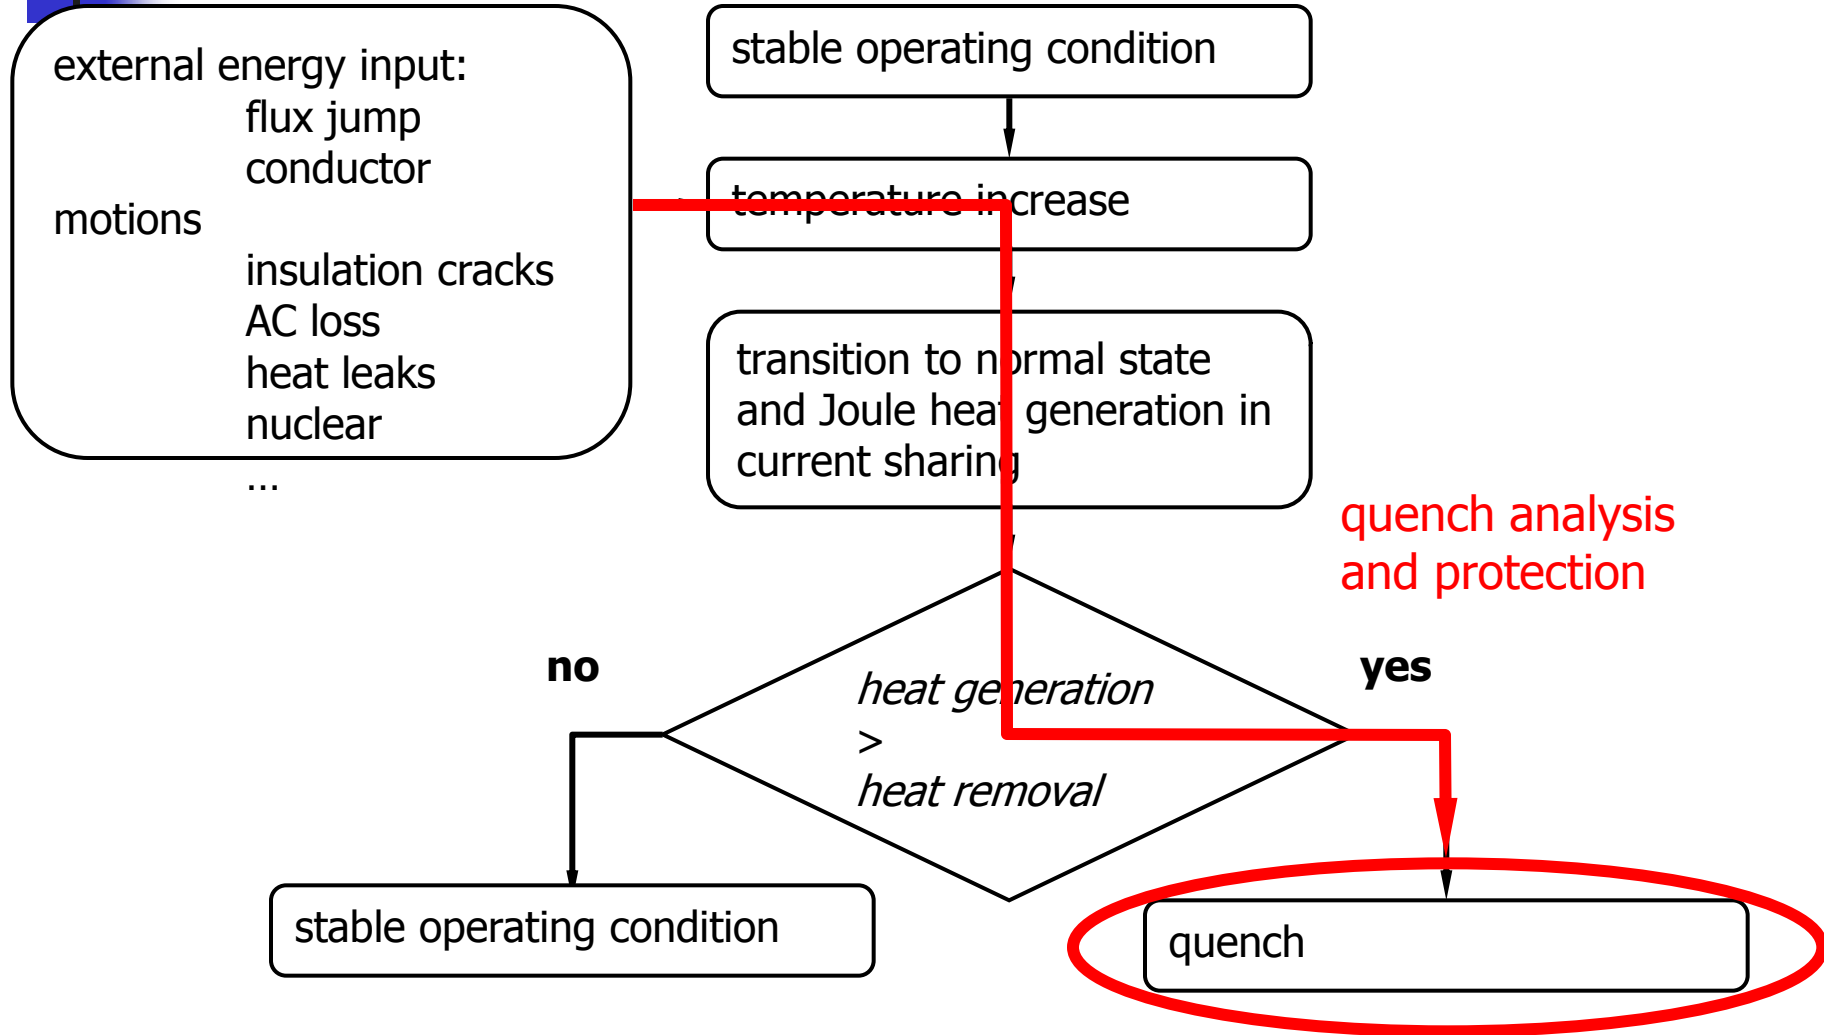 external energy input:
flux jump
conductor
motions
insulation cracks
AC loss
heat leaks
nuclear
...
stable operating condition
temperature increase
transition to normal state
and Joule heat generation in
current sharing
quench analysis
and protection
no
yes
heat generation
>
heat removal
stable operating condition
quench